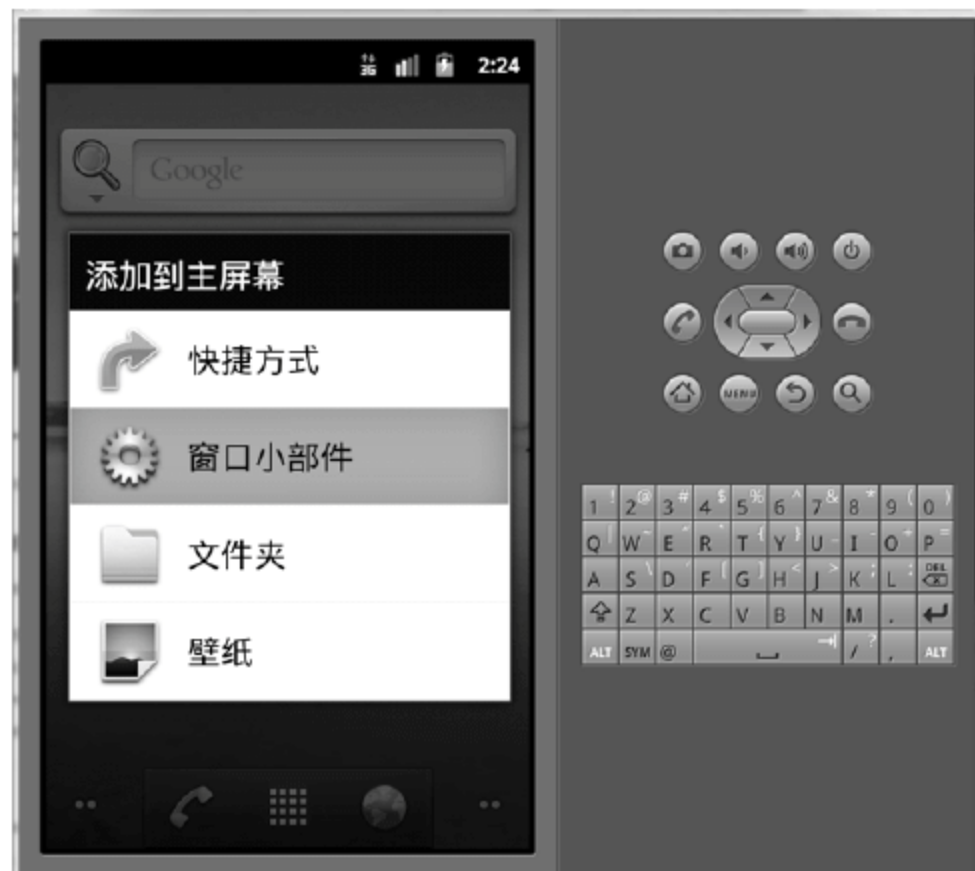 3G 2:24
Google
添加到主屏幕
快捷方式
窗口小部件
文件夹
壁纸
MENU
1 ! 2 @ 3 # 4 $ 5 % 6 ^ 7 & 8 * 9 ( 0 )
Q | W ~ E R T { Y } U _ I - O + P =
A S \ D F [ G ] H < J > K ; L : DEL
Z X C V B N M .
ALT SYM @ / ? , ALT